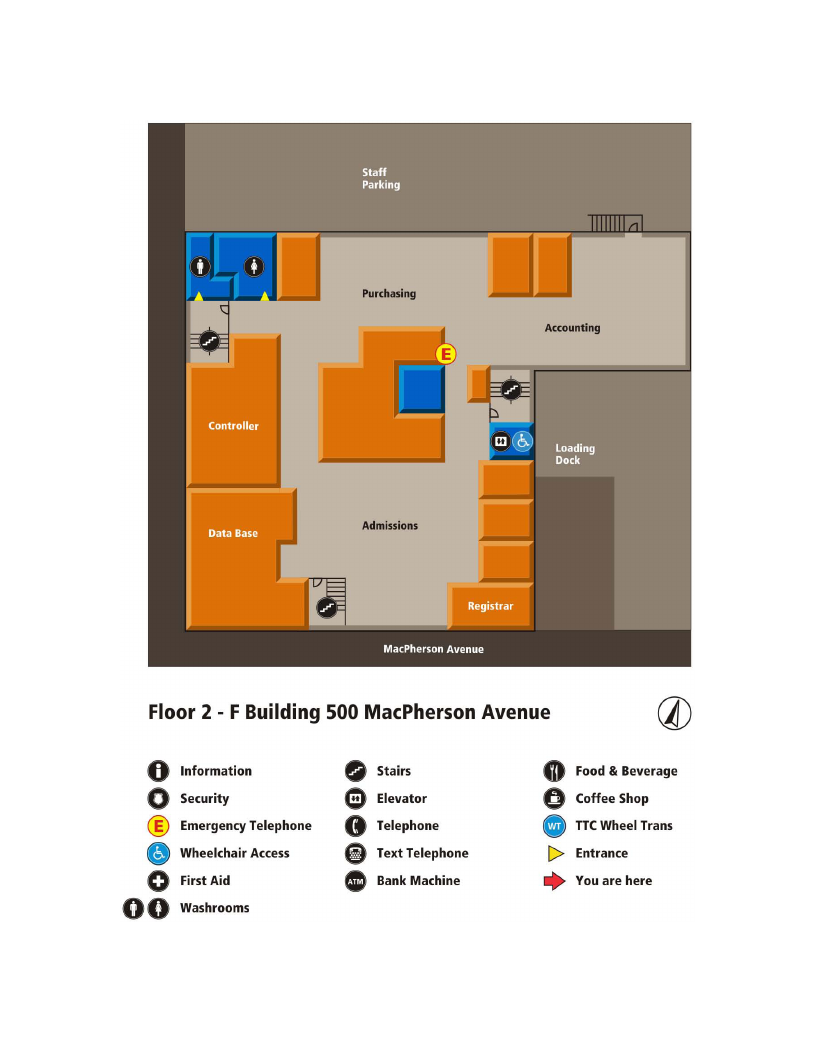 Staff
Parking
Purchasing
Accounting
E
Controller
Loading
Dock
Admissions
Data Base
Registrar
MacPherson Avenue
Floor 2 - F Building 500 MacPherson Avenue
Information
Security
E
Emergency Telephone
Wheelchair Access
First Aid
Washrooms
Stairs
Elevator
Telephone
Text Telephone
ATM
Bank Machine
Food & Beverage
Coffee Shop
WT
TTC Wheel Trans
Entrance
You are here